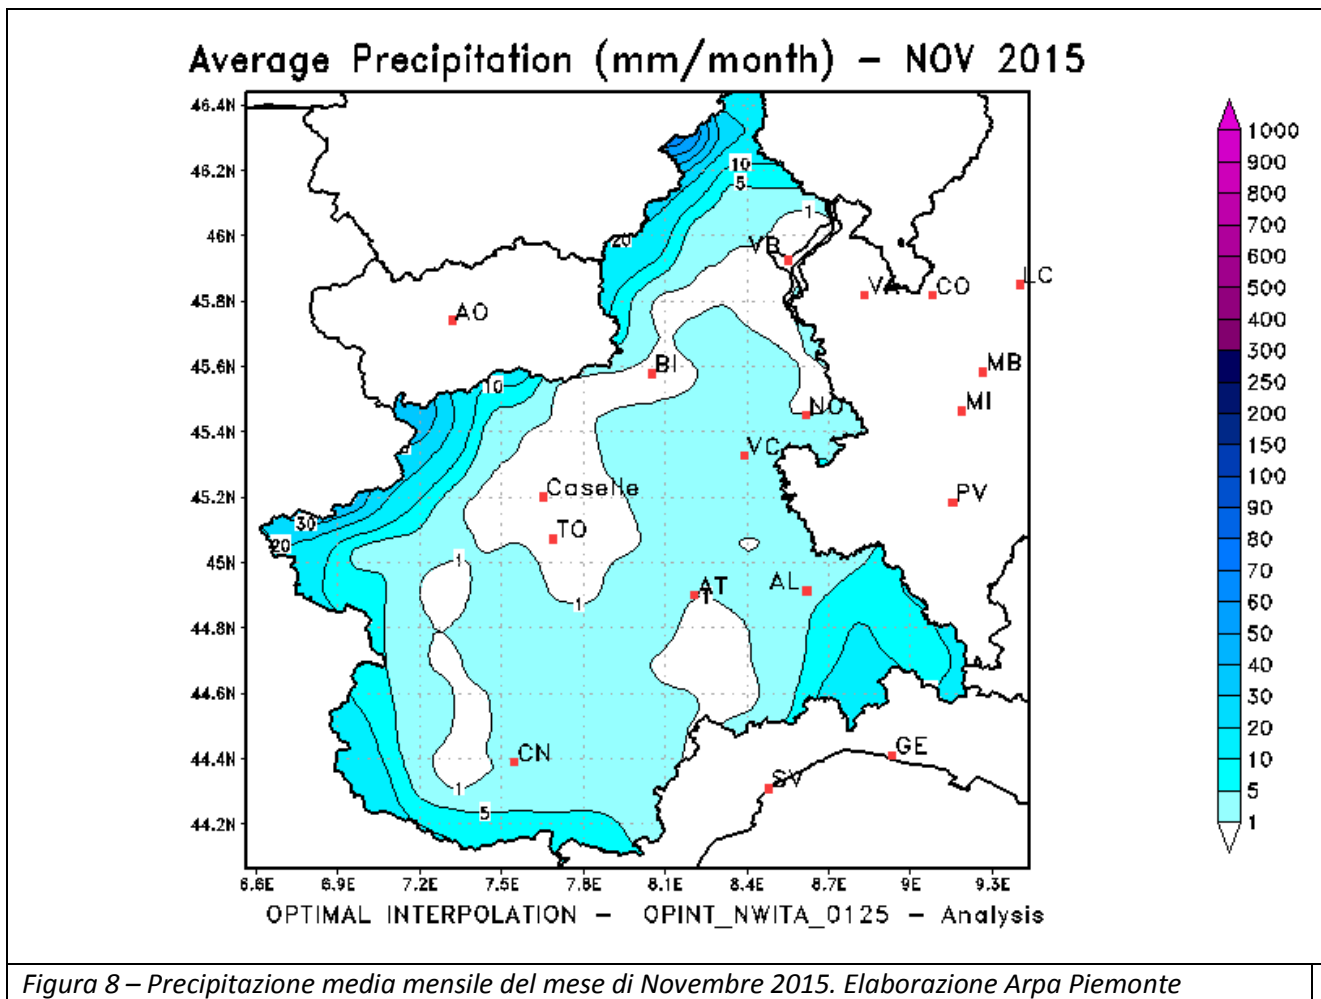 Average Precipitation (mm/month) – NOV 2015
46.4N
46.2N
46N
45.8N
45.6N
45.4N
45.2N
45N
44.8N
44.6N
44.4N
44.2N
6.6E 6.9E 7.2E 7.5E 7.8E 8.1E 8.4E 8.7E 9E 9.3E
10
5
1
20
VB
VA
CO
LC
AO
BI
MB
10
NO
MI
VC
Caselle
PV
30
TO
20
1
AT
AL
1
1
CN
GE
SV
1
5
1000
900
800
700
600
500
400
300
250
200
150
100
90
80
70
60
50
40
30
20
10
5
1
OPTIMAL INTERPOLATION – OPINT_NWITA_0125 – Analysis
Figura 8 – Precipitazione media mensile del mese di Novembre 2015. Elaborazione Arpa Piemonte